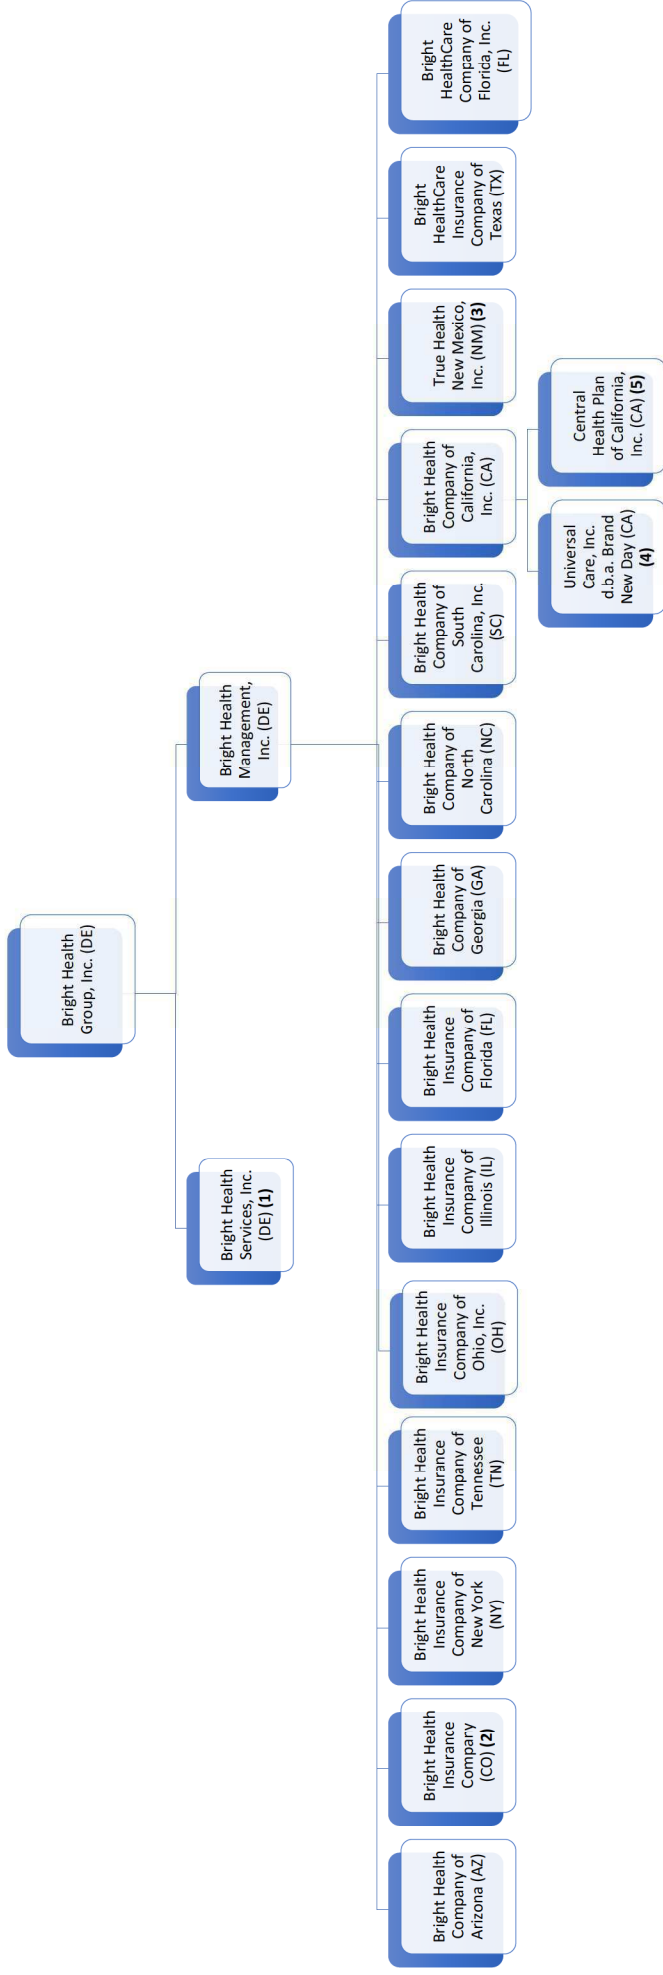 Bright Health
Group, Inc. (DE)
Bright Health
Services, Inc.
(DE) (1)
Bright Health
Management,
Inc. (DE)
Bright Health
Company of
Arizona (AZ)
Bright Health
Insurance
Company
(CO) (2)
Bright Health
Insurance
Company of
New York
(NY)
Bright Health
Insurance
Company of
Tennessee
(TN)
Bright Health
Insurance
Company of
Ohio, Inc.
(OH)
Bright Health
Insurance
Company of
Illinois (IL)
Bright Health
Insurance
Company of
Florida (FL)
Bright Health
Company of
Georgia (GA)
Bright Health
Company of
North
Carolina (NC)
Bright Health
Company of
South
Carolina, Inc.
(SC)
Bright Health
Company of
California,
Inc. (CA)
True Health
New Mexico,
Inc. (NM) (3)
Bright
HealthCare
Insurance
Company of
Texas (TX)
Bright
HealthCare
Company of
Florida, Inc.
(FL)
Universal
Care, Inc.
d.b.a. Brand
New Day (CA)
(4)
Central
Health Plan
of California,
Inc. (CA) (5)